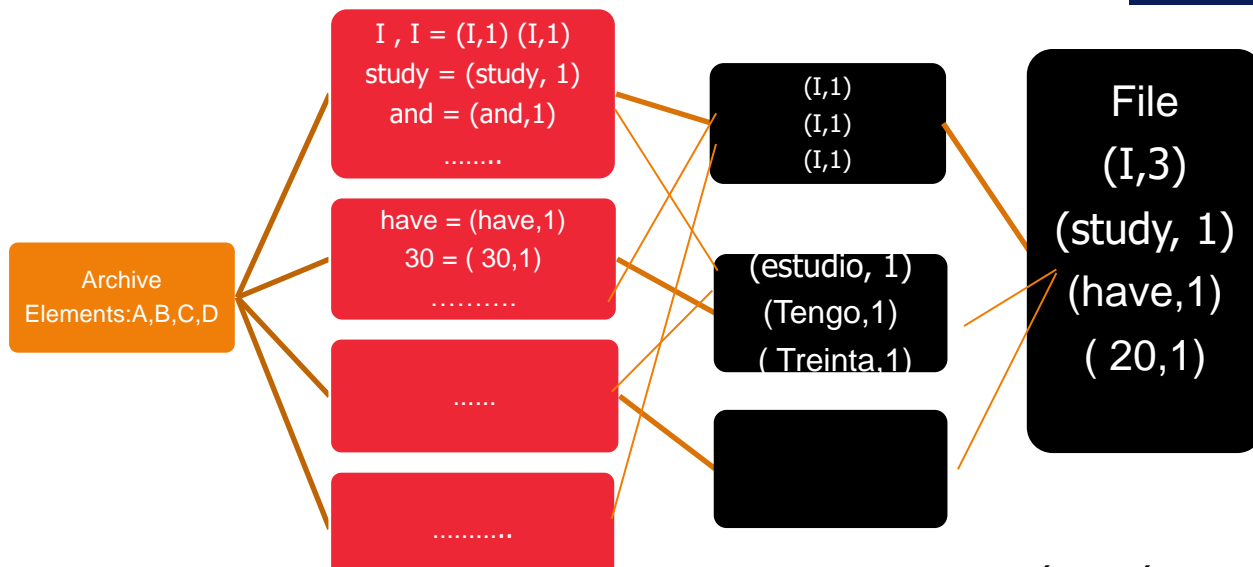 Archive
Elements:A,B,C,D
I , I = (I,1) (I,1)
study = (study, 1)
and = (and,1)
........
have = (have,1)
30 = ( 30,1)
..........
......
...........
(I,1)
(I,1)
(I,1)
(estudio, 1)
(Tengo,1)
( Treinta,1)
File
(I,3)
(study, 1)
(have,1)
( 20,1)